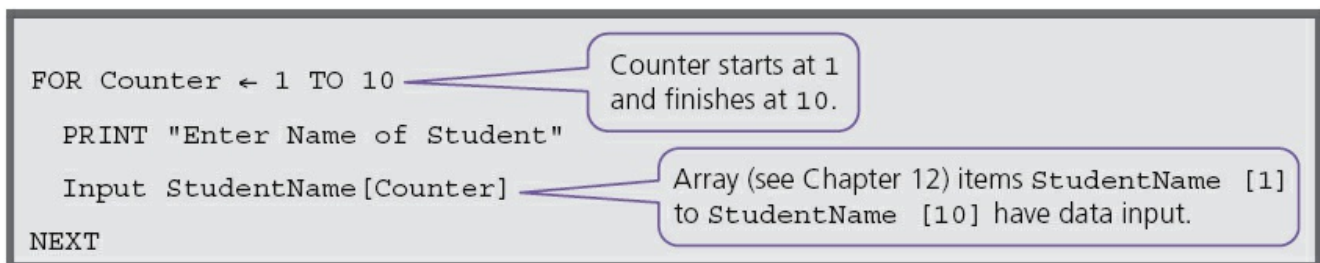 FOR Counter ← 1 TO 10
Counter starts at 1
and finishes at 10.
PRINT "Enter Name of Student"
Input StudentName[Counter]
Array (see Chapter 12) items StudentName [1]
to StudentName [10] have data input.
NEXT